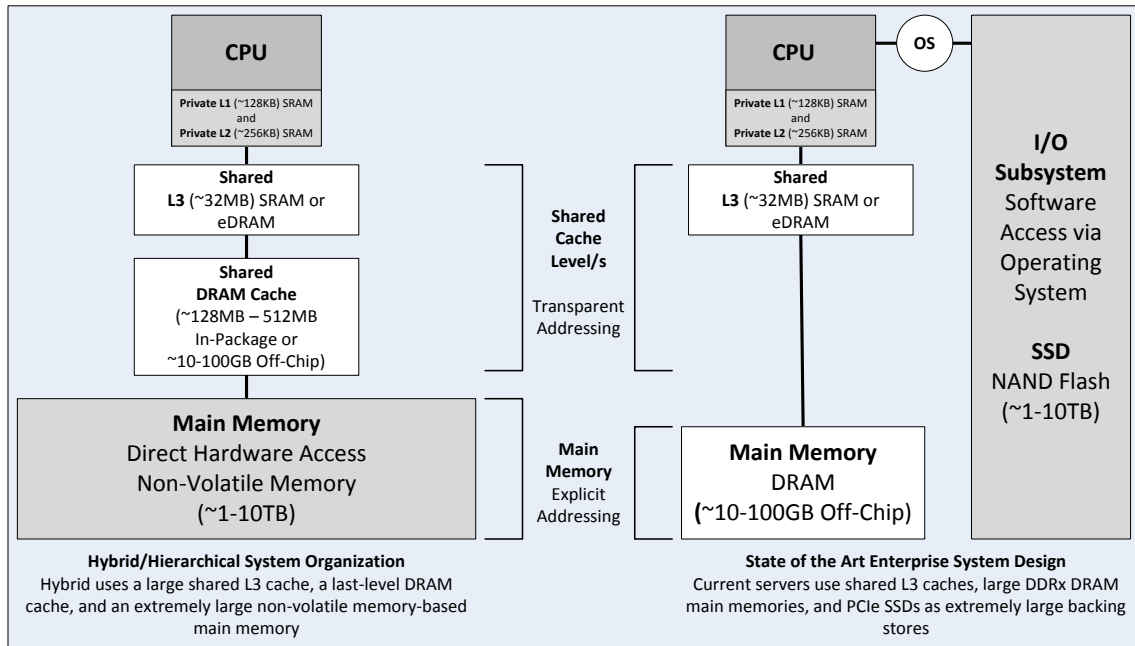 CPU
Private L1 (~128KB) SRAM
and
Private L2 (~256KB) SRAM
Shared
L3 (~32MB) SRAM or
eDRAM
Shared
DRAM Cache
(~128MB – 512MB
In-Package or
~10-100GB Off-Chip)
Main Memory
Direct Hardware Access
Non-Volatile Memory
(~1-10TB)
Hybrid/Hierarchical System Organization
Hybrid uses a large shared L3 cache, a last-level DRAM
cache, and an extremely large non-volatile memory-based
main memory
Shared
Cache
Level/s
Transparent
Addressing
Main
Memory
Explicit
Addressing
CPU
Private L1 (~128KB) SRAM
and
Private L2 (~256KB) SRAM
OS
Shared
L3 (~32MB) SRAM or
eDRAM
Main Memory
DRAM
(~10-100GB Off-Chip)
I/O
Subsystem
Software
Access via
Operating
System
SSD
NAND Flash
(~1-10TB)
State of the Art Enterprise System Design
Current servers use shared L3 caches, large DDRx DRAM
main memories, and PCIe SSDs as extremely large backing
stores